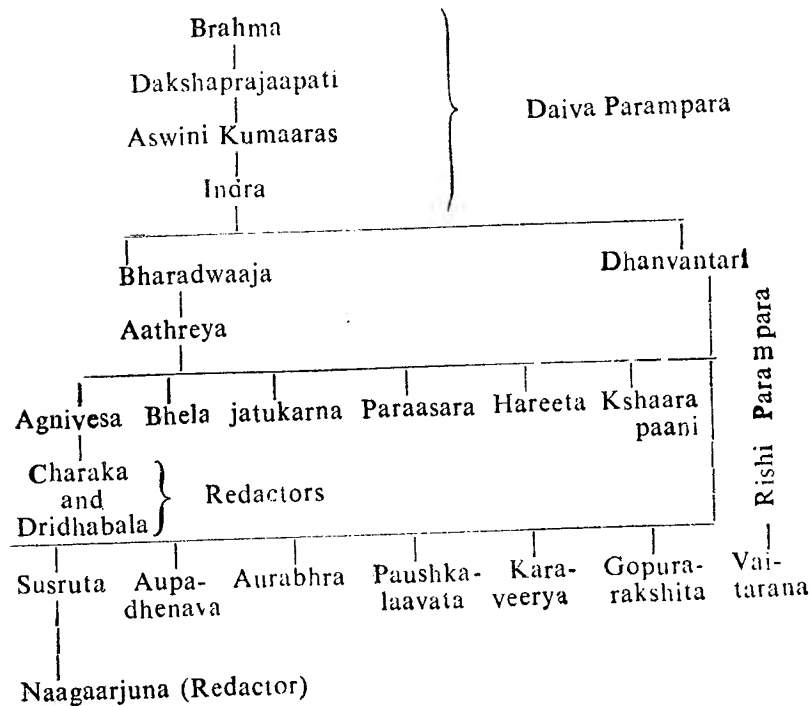 Brahma
Dakshaprajaapati
Aswini Kumaaras
Indra
Daiva Parampara
Bharadwaaja
Dhanvantari
Aathreya
Rishi Parampara
Agnivesa Bhela jatukarna Paraasara Hareeta Kshaara
paani
Charaka
and
Dridhabala
Redactors
Susruta Aupa- Aurabhra Paushka- Kara- Gopura- Vai-
dhenava laavata veerya rakshita tarana
Naagaarjuna (Redactor)